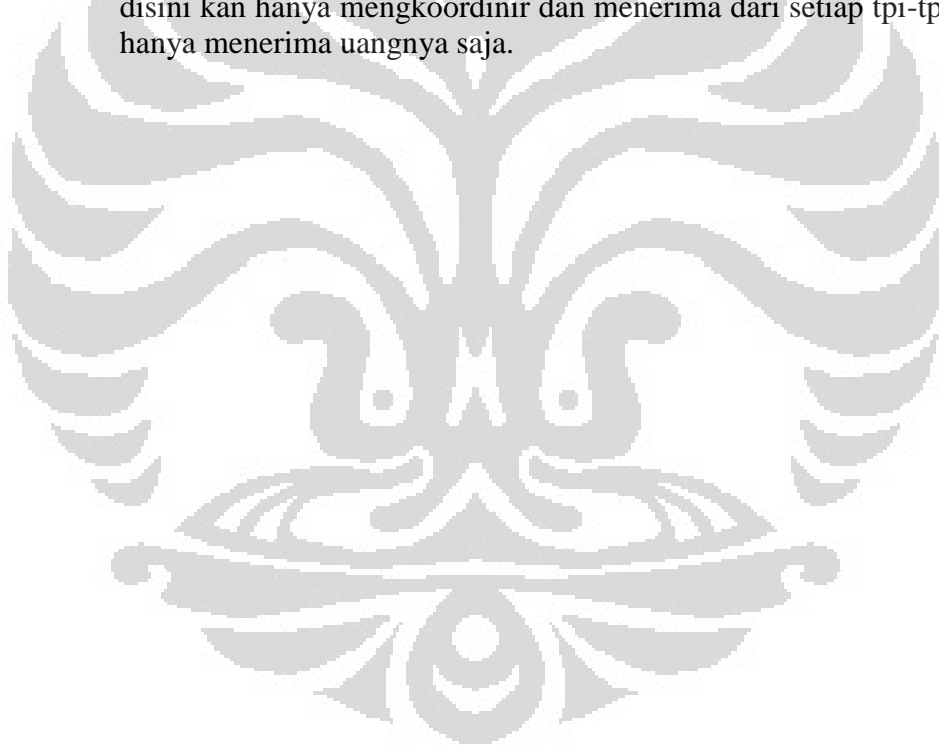 disini kan hanya mengkoordinir dan menerima dari setiap tpi-tp
hanya menerima uangnya saja.